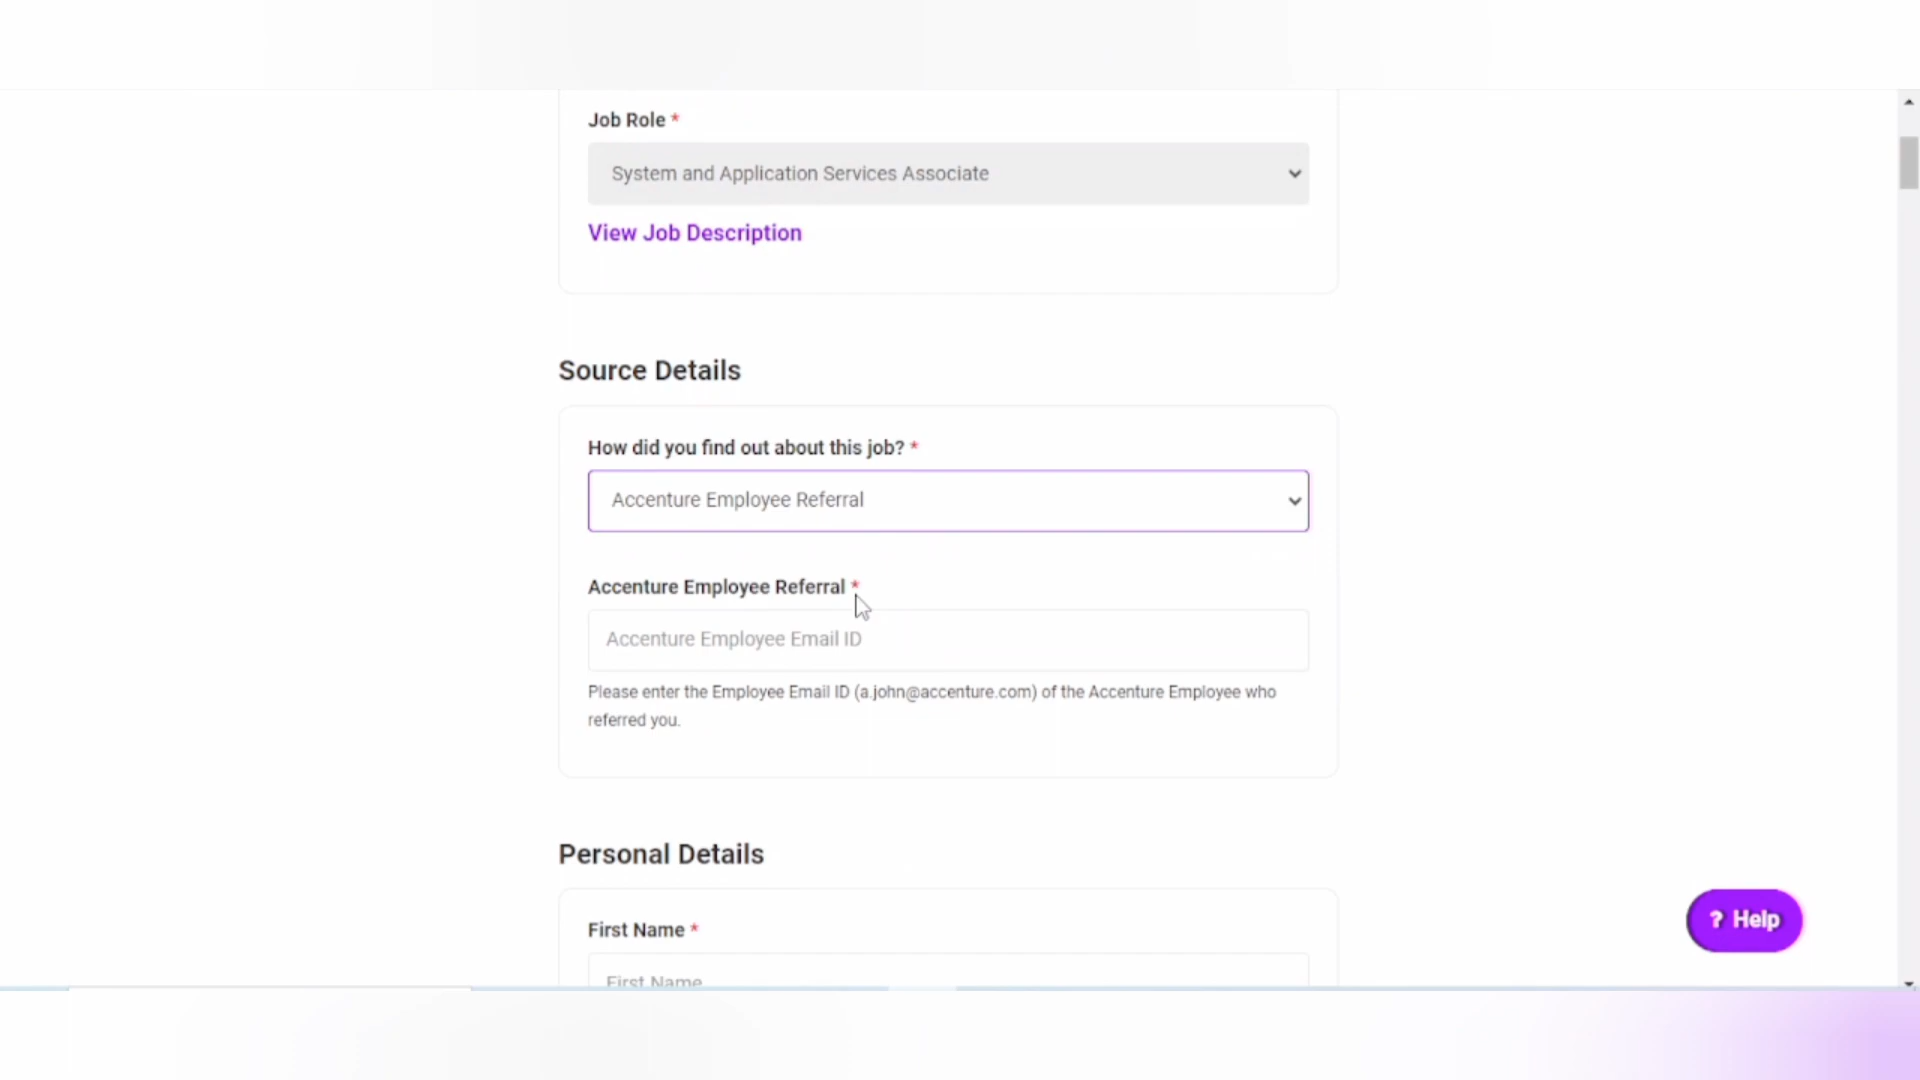 Job Role *
System and Application Services Associate
View Job Description
Source Details
How did you find out about this job? *
Accenture Employee Referral
Accenture Employee Referral *
Accenture Employee Email ID
Please enter the Employee Email ID (a.john@accenture.com) of the Accenture Employee who
referred you.
Personal Details
First Name *
First Name
? Help